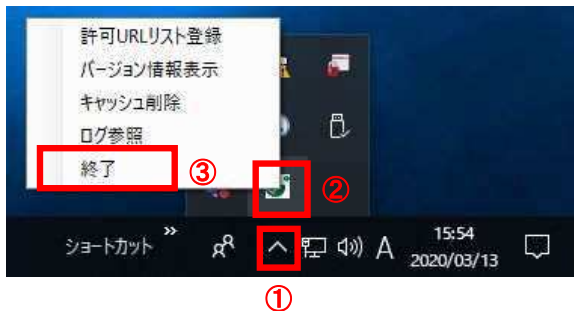 許可URLリスト登録
バージョン情報表示
キャッシュ削除
ログ参照
終了
③
②
ショートカット
»
A
15:54
2020/03/13
①